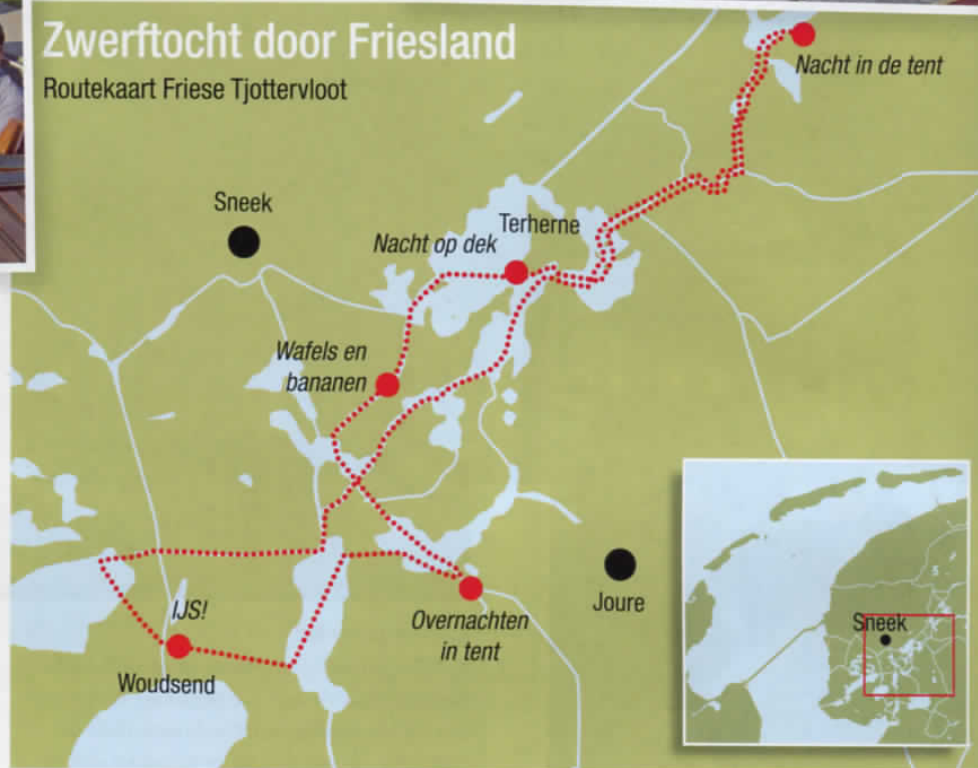 Zwerftocht door Friesland
Routekaart Friese Tjottervloot
Nacht in de tent
Sneek
Terherne
Nacht op dek
Wafels en
bananen
Joure
IJS!
Overnachten
in tent
Woudsend
Sneek